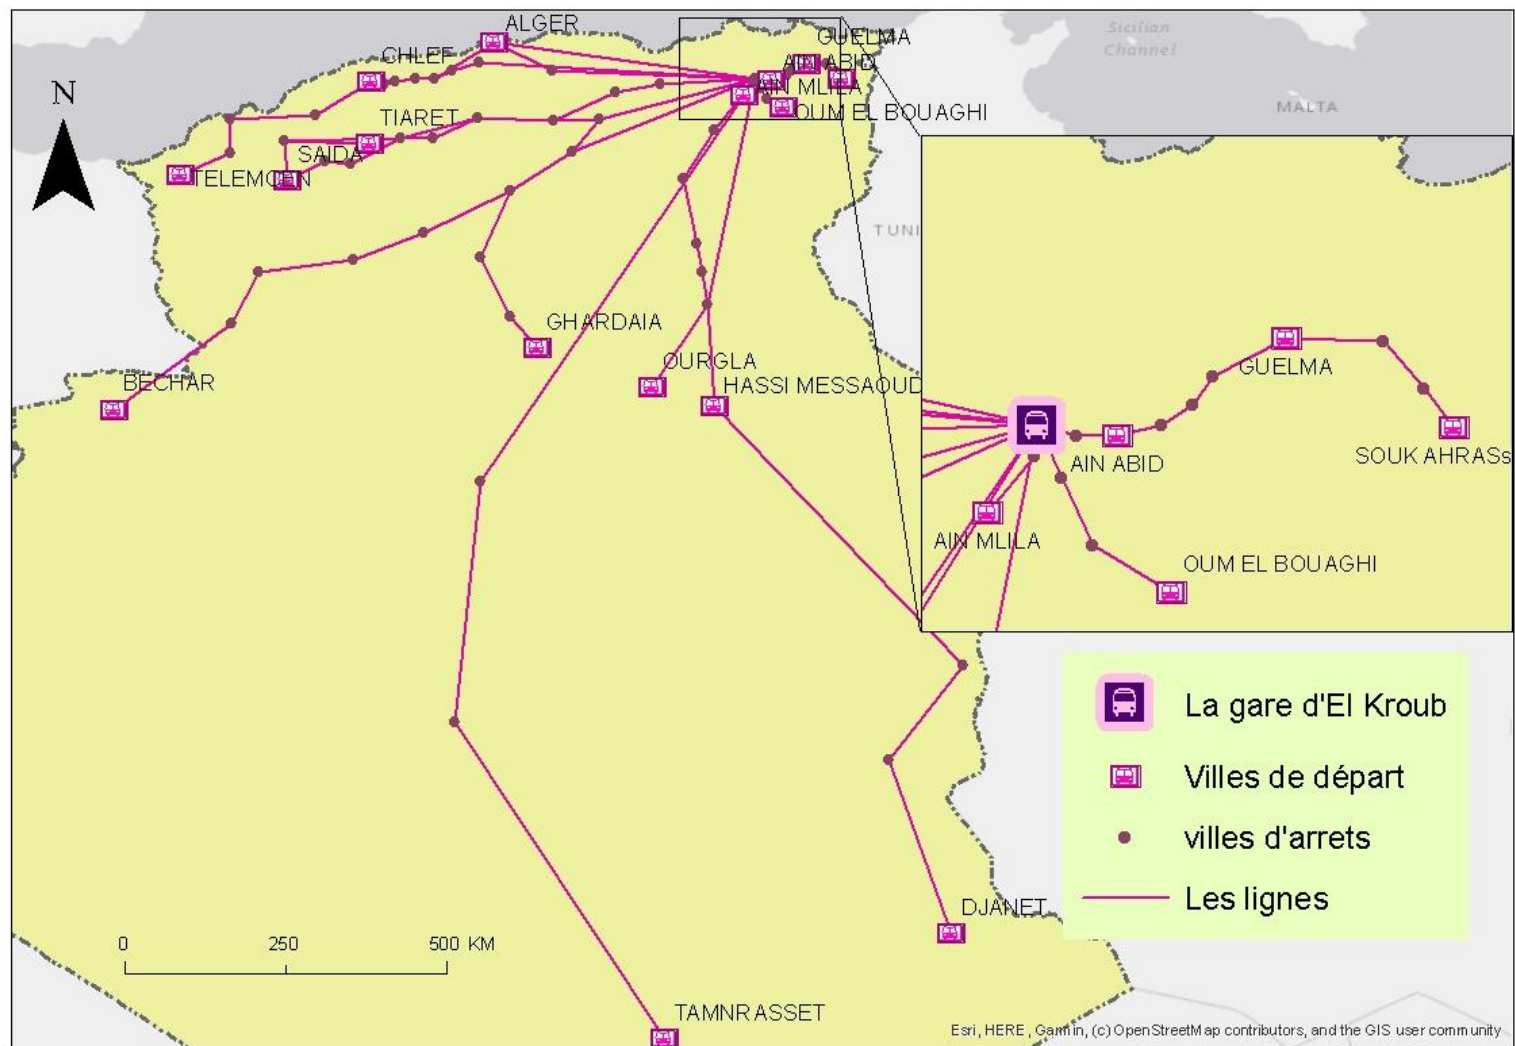 Sicilian
Channel
ALGER
GUELMA
CHLEF
AIN ABID
N
AIN MLILA
MALTA
OUM EL BOUAGHI
TIARET
SAIDA
TELEMCEN
TUNI
GHARDAIA
OURGLA
BECHAR
HASSI MESSAOUD
GUELMA
AIN ABID
SOUK AHRASs
AIN MLILA
OUM EL BOUAGHI
La gare d'El Kroub
Villes de départ
villes d'arrets
Les lignes
DJANET
0 250 500 KM
TAMNRASSET
Esri, HERE, Garmin, (c) OpenStreetMap contributors, and the GIS user community